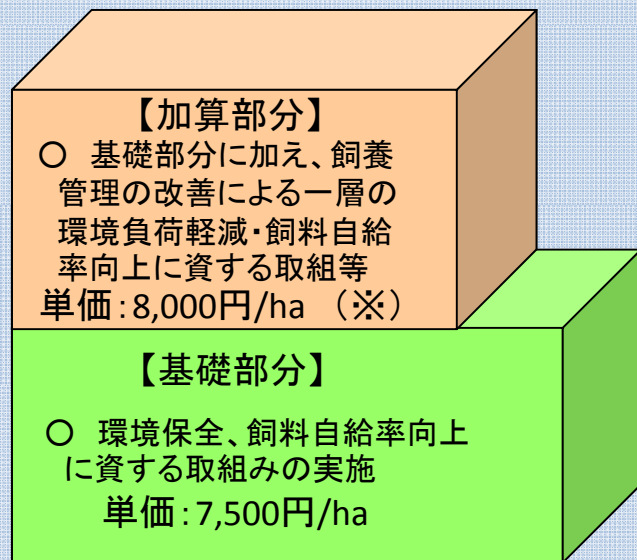 【加算部分】
○ 基礎部分に加え、飼養
管理の改善による一層の
環境負荷軽減・飼料自給
率向上に資する取組等
単価:8,000円/ha (※)
【基礎部分】
○ 環境保全、飼料自給率向上
に資する取組みの実施
単価:7,500円/ha